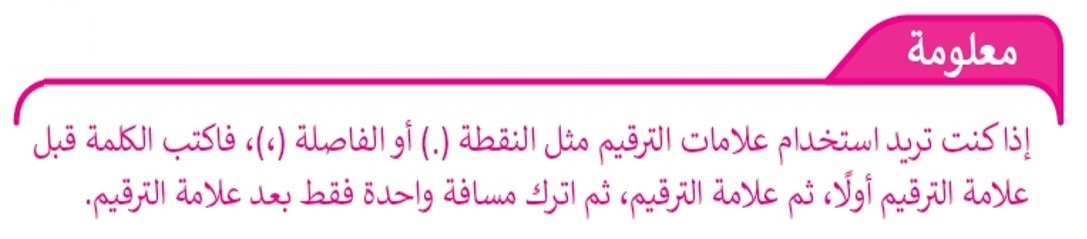 معلومة
إذا كنت تريد استخدام علامات الترقيم مثل النقطة (.) أو الفاصلة (،)، فاكتب الكلمة قبل
علامة الترقيم أولًا، ثم علامة الترقيم، ثم اترك مسافة واحدة فقط بعد علامة الترقيم.